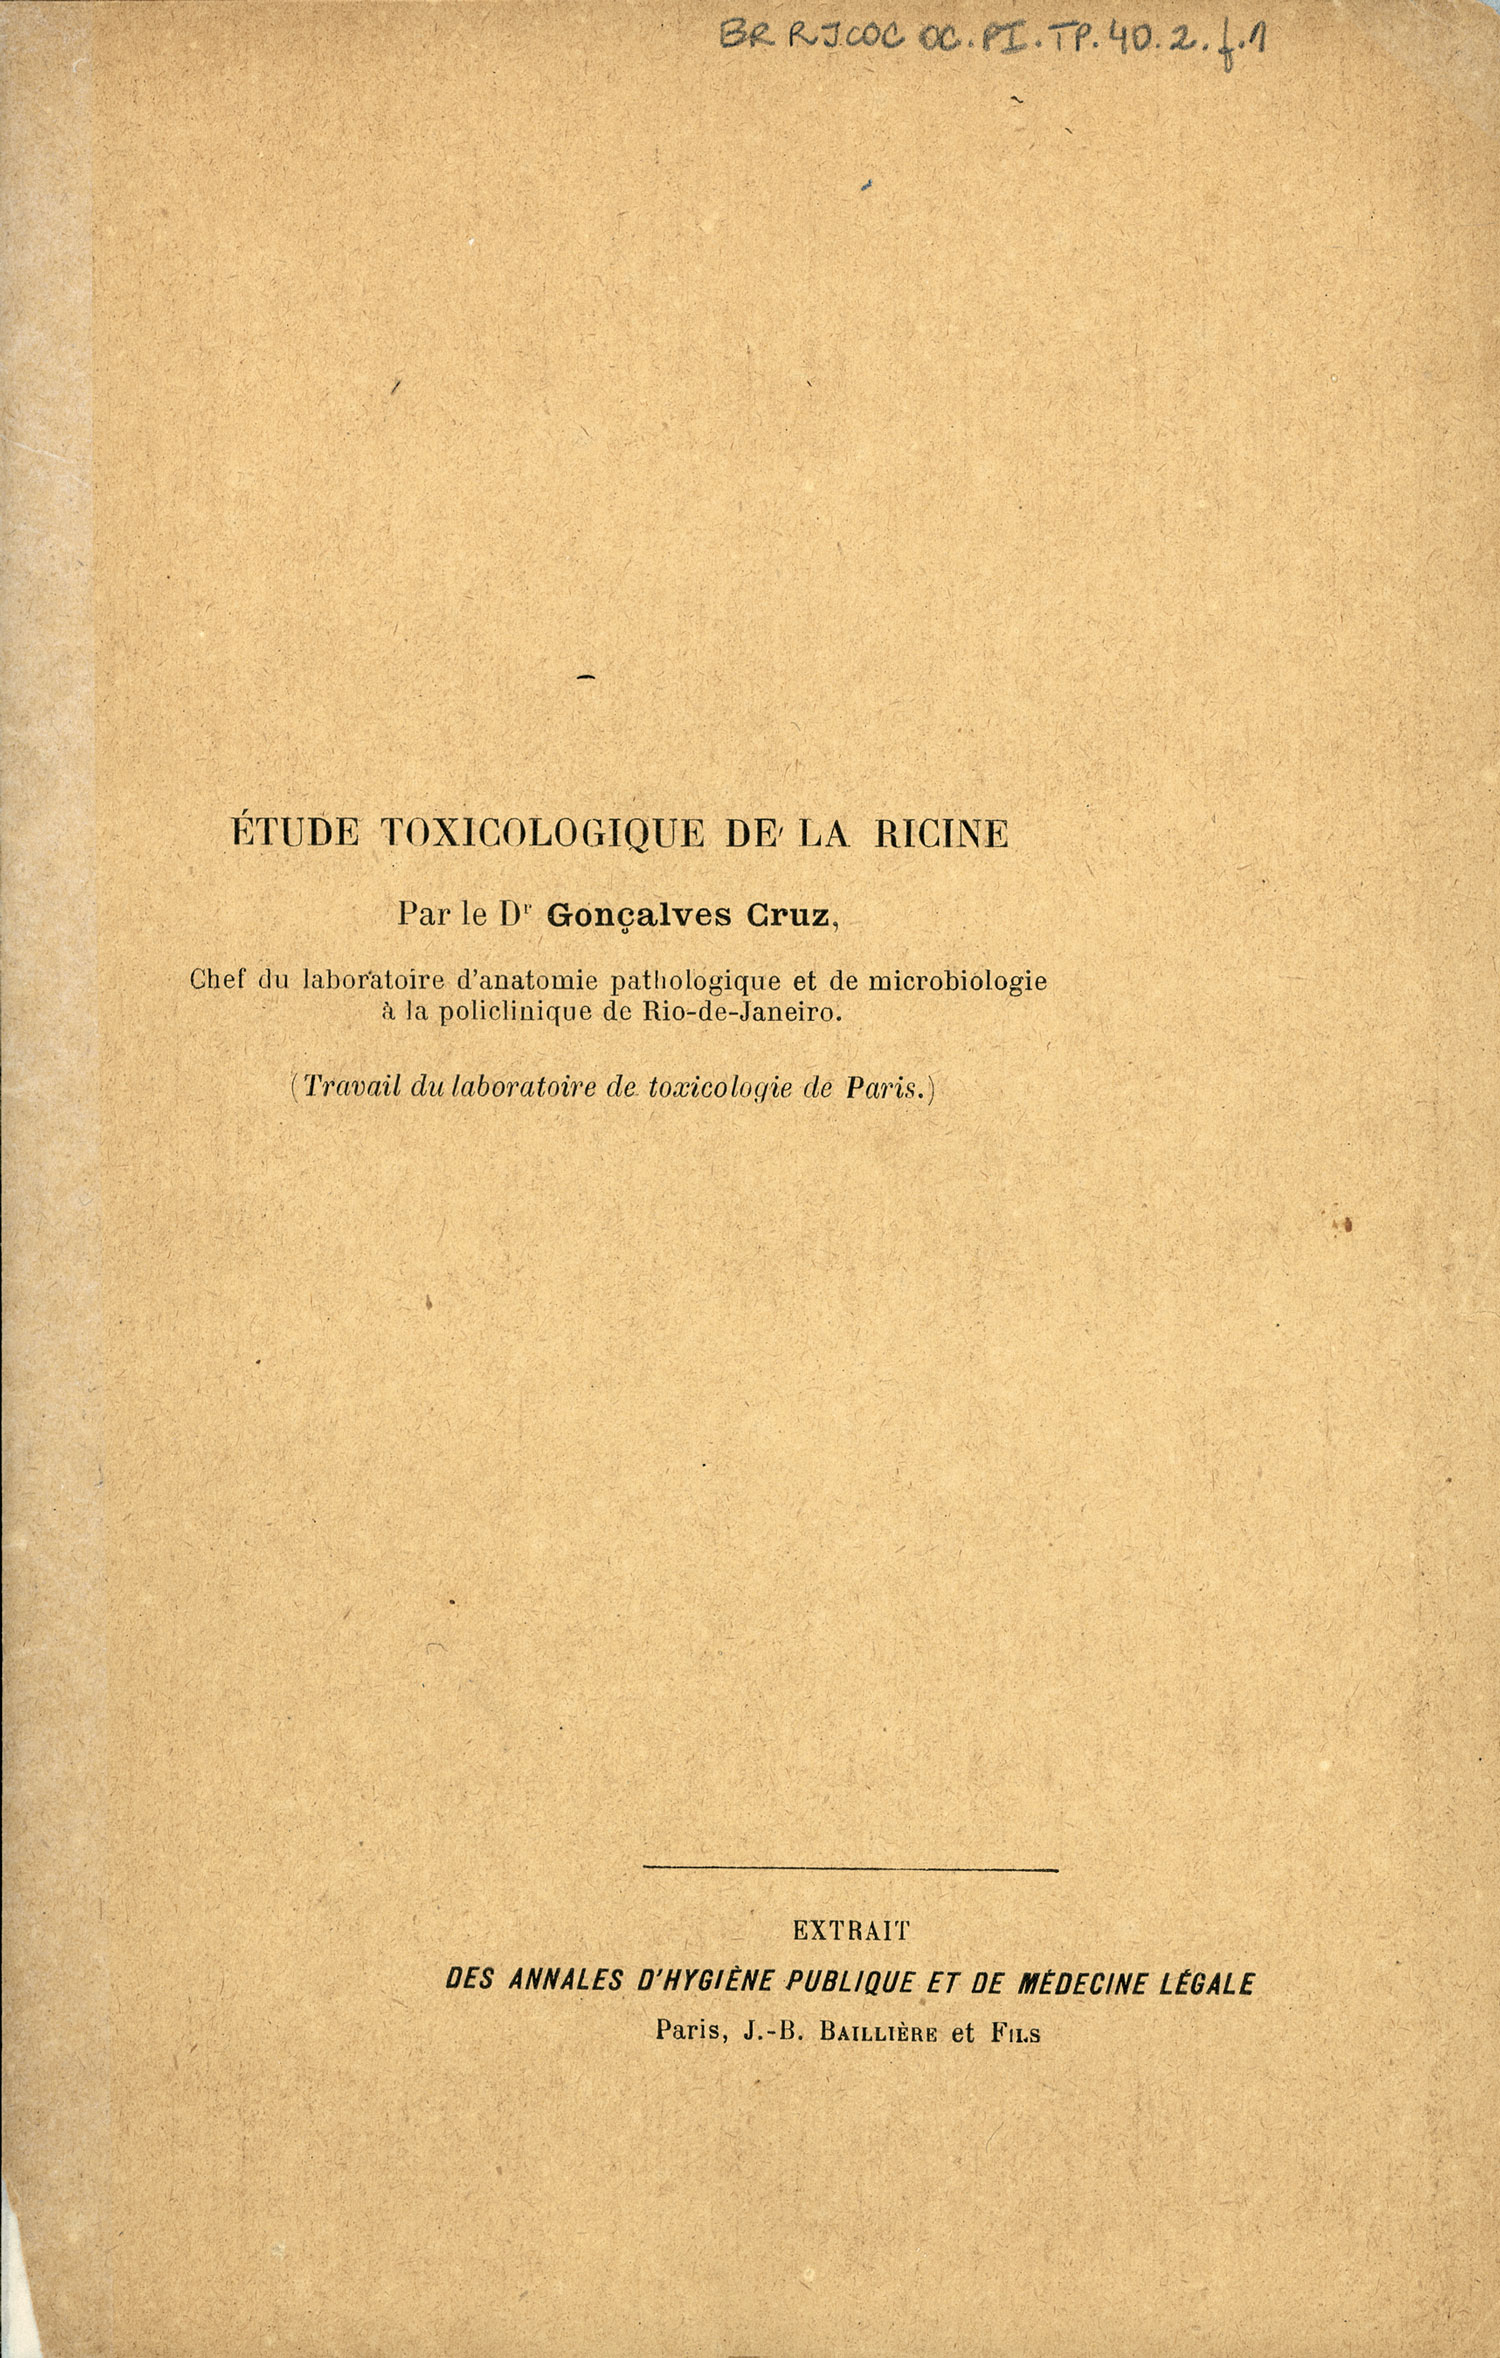 BR RJCOC OC.PI.TP.40.2.f.1
ÉTUDE TOXICOLOGIQUE DE LA RICINE
Par le Dr Gonçalves Cruz,
Chef du laboratoire d'anatomie pathologique et de microbiologie
à la policlinique de Rio-de-Janeiro.
(Travail du laboratoire de toxicologie de Paris.)
EXTRAIT
DES ANNALES D'HYGIÈNE PUBLIQUE ET DE MÉDECINE LÉGALE
Paris, J.-B. BAILLIÈRE et FILS